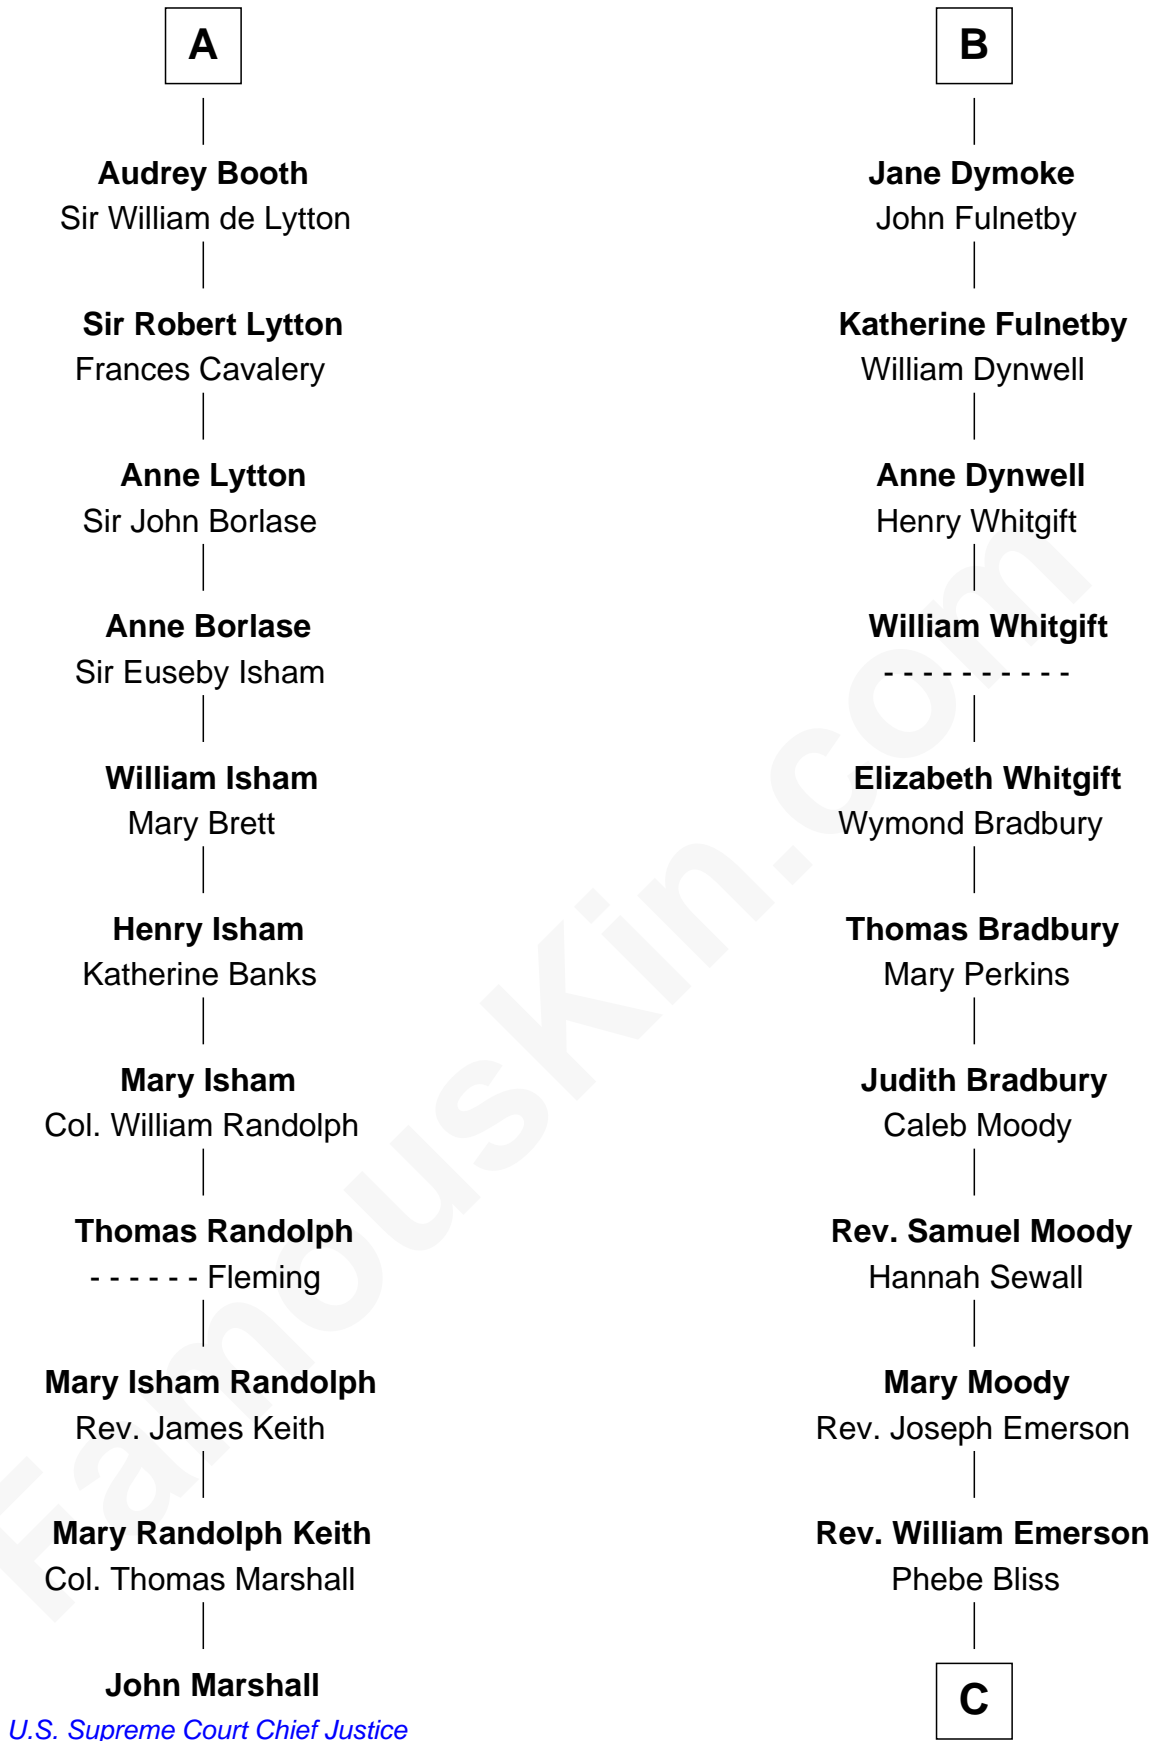 A
Audrey Booth
Sir William de Lytton
Sir Robert Lytton
Frances Cavalery
Anne Lytton
Sir John Borlase
Anne Borlase
Sir Euseby Isham
William Isham
Mary Brett
Henry Isham
Katherine Banks
Mary Isham
Col. William Randolph
Thomas Randolph
- - - - - - Fleming
Mary Isham Randolph
Rev. James Keith
Mary Randolph Keith
Col. Thomas Marshall
John Marshall
U.S. Supreme Court Chief Justice
B
Jane Dymoke
John Fulnetby
Katherine Fulnetby
William Dynwell
Anne Dynwell
Henry Whitgift
William Whitgift
- - - - - - - - - -
Elizabeth Whitgift
Wymond Bradbury
Thomas Bradbury
Mary Perkins
Judith Bradbury
Caleb Moody
Rev. Samuel Moody
Hannah Sewall
Mary Moody
Rev. Joseph Emerson
Rev. William Emerson
Phebe Bliss
C
FamousKin.com